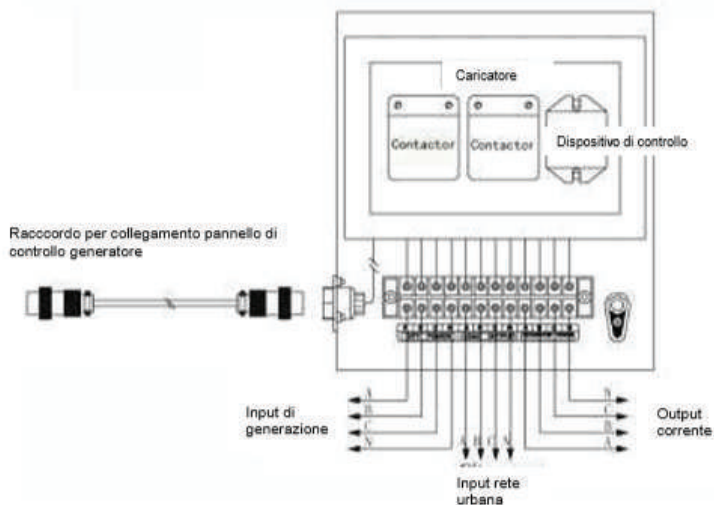 Caricatore
Contactor
Contactor
Dispositivo di controllo
Racccordo per collegamento pannello di
controllo generatore
A
B
C
N
Input di
generazione
A
B
C
N
Input rete
urbana
N
C
B
A
Output
corrente